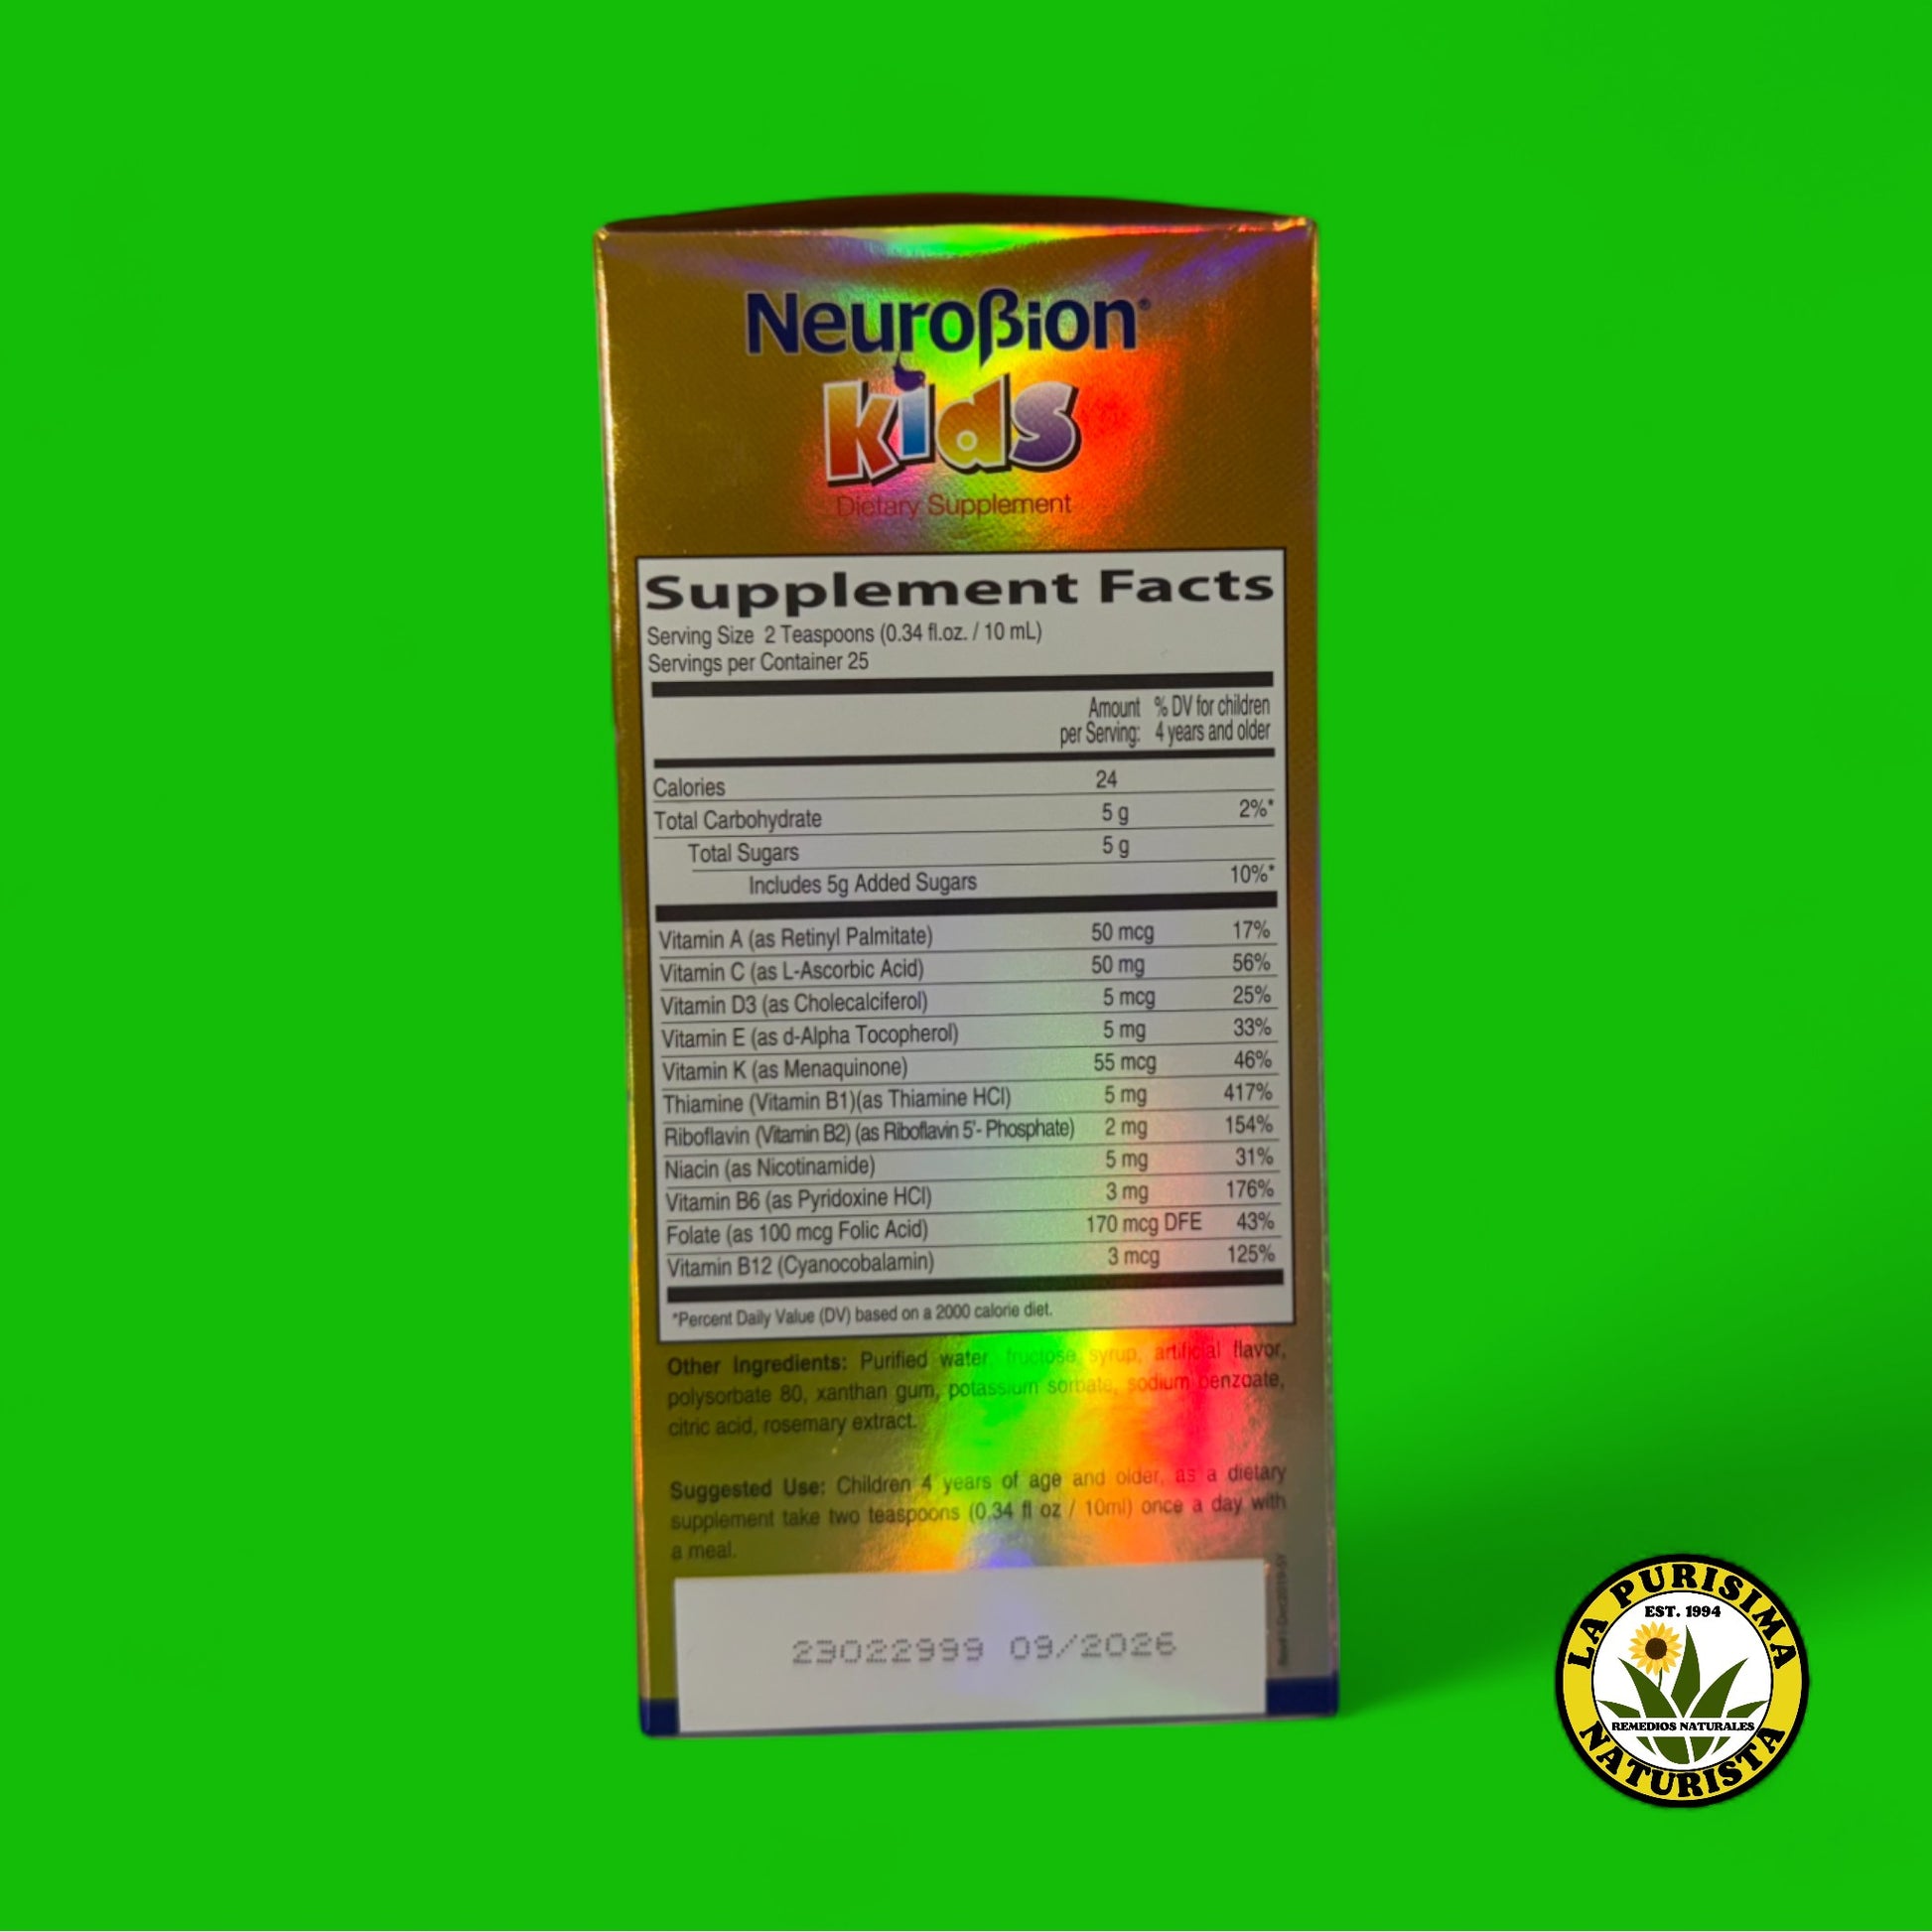 Neuroßion®
kids
Dietary Supplement
Supplement Facts
Serving Size 2 Teaspoons (0.34 fl.oz. / 10 mL)
Servings per Container 25
Amount per Serving: % DV for children 4 years and older
Calories 24
Total Carbohydrate 5 g 2%*
Total Sugars 5 g
Includes 5g Added Sugars 10%*
Vitamin A (as Retinyl Palmitate) 50 mcg 17%
Vitamin C (as L-Ascorbic Acid) 50 mg 56%
Vitamin D3 (as Cholecalciferol) 5 mcg 25%
Vitamin E (as d-Alpha Tocopherol) 5 mg 33%
Vitamin K (as Menaquinone) 55 mcg 46%
Thiamine (Vitamin B1)(as Thiamine HCl) 5 mg 417%
Riboflavin (Vitamin B2) (as Riboflavin 5'- Phosphate) 2 mg 154%
Niacin (as Nicotinamide) 5 mg 31%
Vitamin B6 (as Pyridoxine HCl) 3 mg 176%
Folate (as 100 mcg Folic Acid) 170 mcg DFE 43%
Vitamin B12 (Cyanocobalamin) 3 mcg 125%
*Percent Daily Value (DV) based on a 2000 calorie diet.
Other Ingredients: Purified water, fructose syrup, artificial flavor,
polysorbate 80, xanthan gum, potassium sorbate, sodium benzoate,
citric acid, rosemary extract.
Suggested Use: Children 4 years of age and older, as a dietary
supplement take two teaspoons (0.34 fl oz / 10ml) once a day with
a meal.
23022999 09/2026
LA PURISIMA
EST. 1994
REMEDIOS NATURALES
NATURISTA